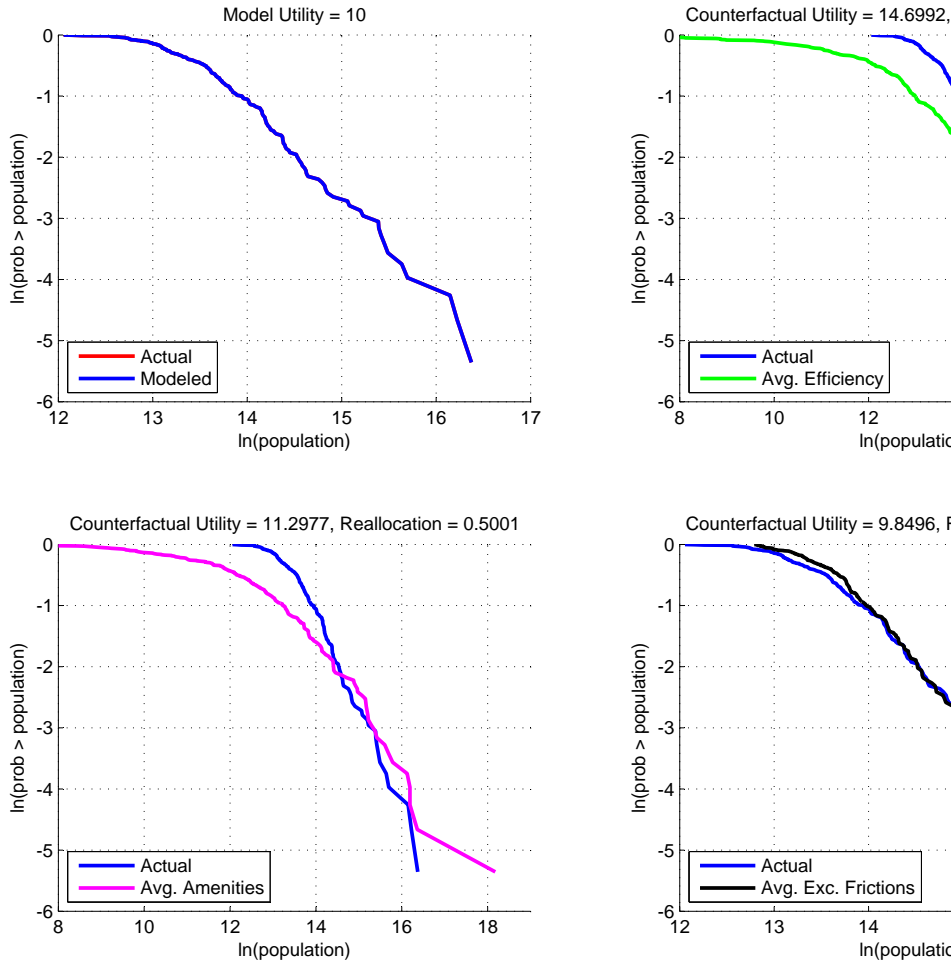 Model Utility = 10
0
-1
-2
-3
-4
-5
-6
ln(prob > population)
Actual
Modeled
12 13 14 15 16 17
ln(population)
Counterfactual Utility = 14.6992,
0
-1
-2
-3
-4
-5
-6
ln(prob > population)
Actual
Avg. Efficiency
8 10 12
Counterfactual Utility = 11.2977, Reallocation = 0.5001
0
-1
-2
-3
-4
-5
-6
ln(prob > population)
Actual
Avg. Amenities
8 10 12 14 16 18
ln(population)
Counterfactual Utility = 9.8496,
0
-1
-2
-3
-4
-5
-6
ln(prob > population)
Actual
Avg. Exc. Frictions
12 13 14